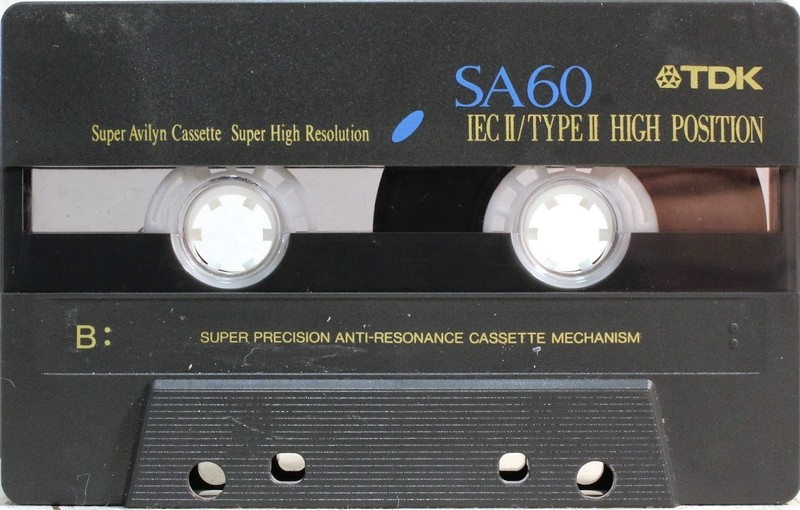 SA60 TDK
Super Avilyn Cassette Super High Resolution IEC II/TYPE II HIGH POSITION
B:
SUPER PRECISION ANTI-RESONANCE CASSETTE MECHANISM